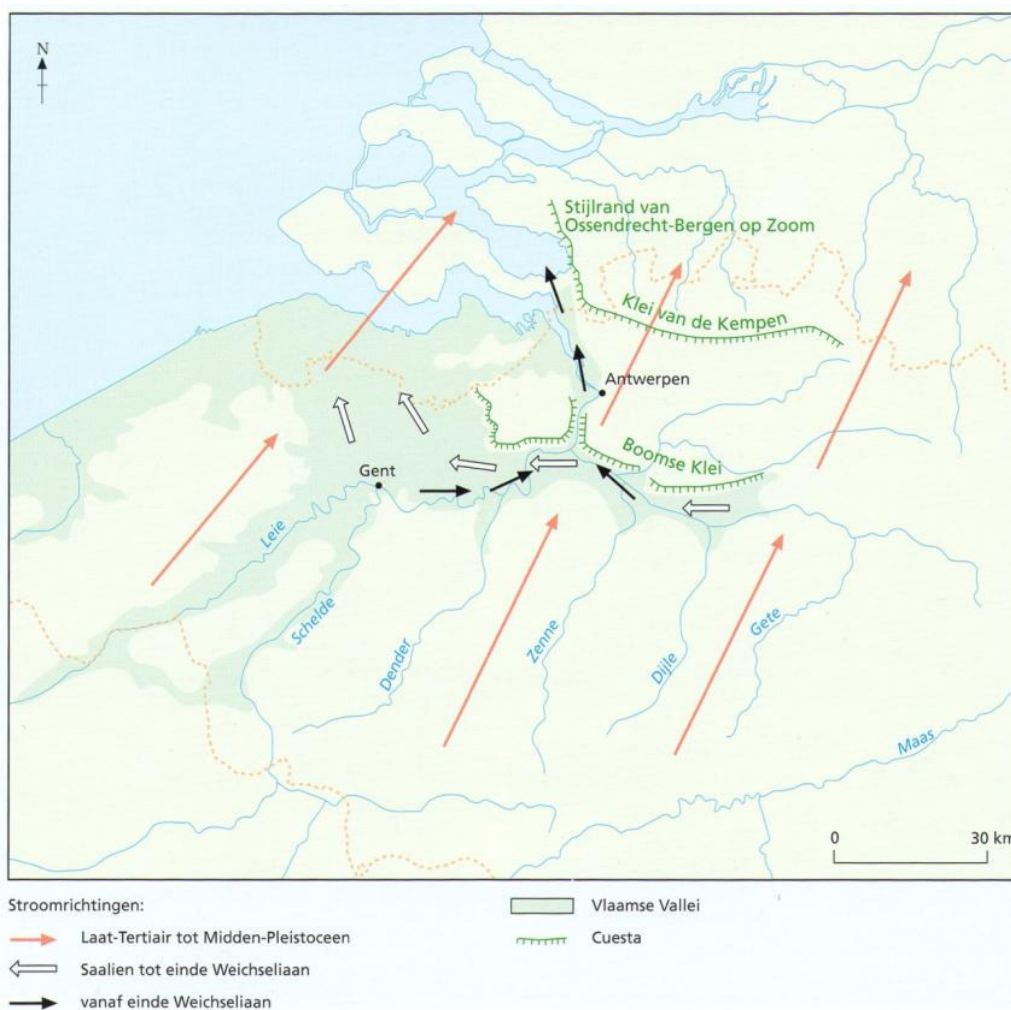 N
Stijlrand van
Ossendrecht-Bergen op Zoom
Klei van de Kempen
Antwerpen
Boomse Klei
Gent
Leie
Schelde
Dender
Zenne
Dijle
Gete
Maas
0 30 km
Stroomrichtingen:
Laat-Tertiair tot Midden-Pleistoceen
Saalien tot einde Weichseliaan
vanaf einde Weichseliaan
Vlaamse Vallei
Cuesta